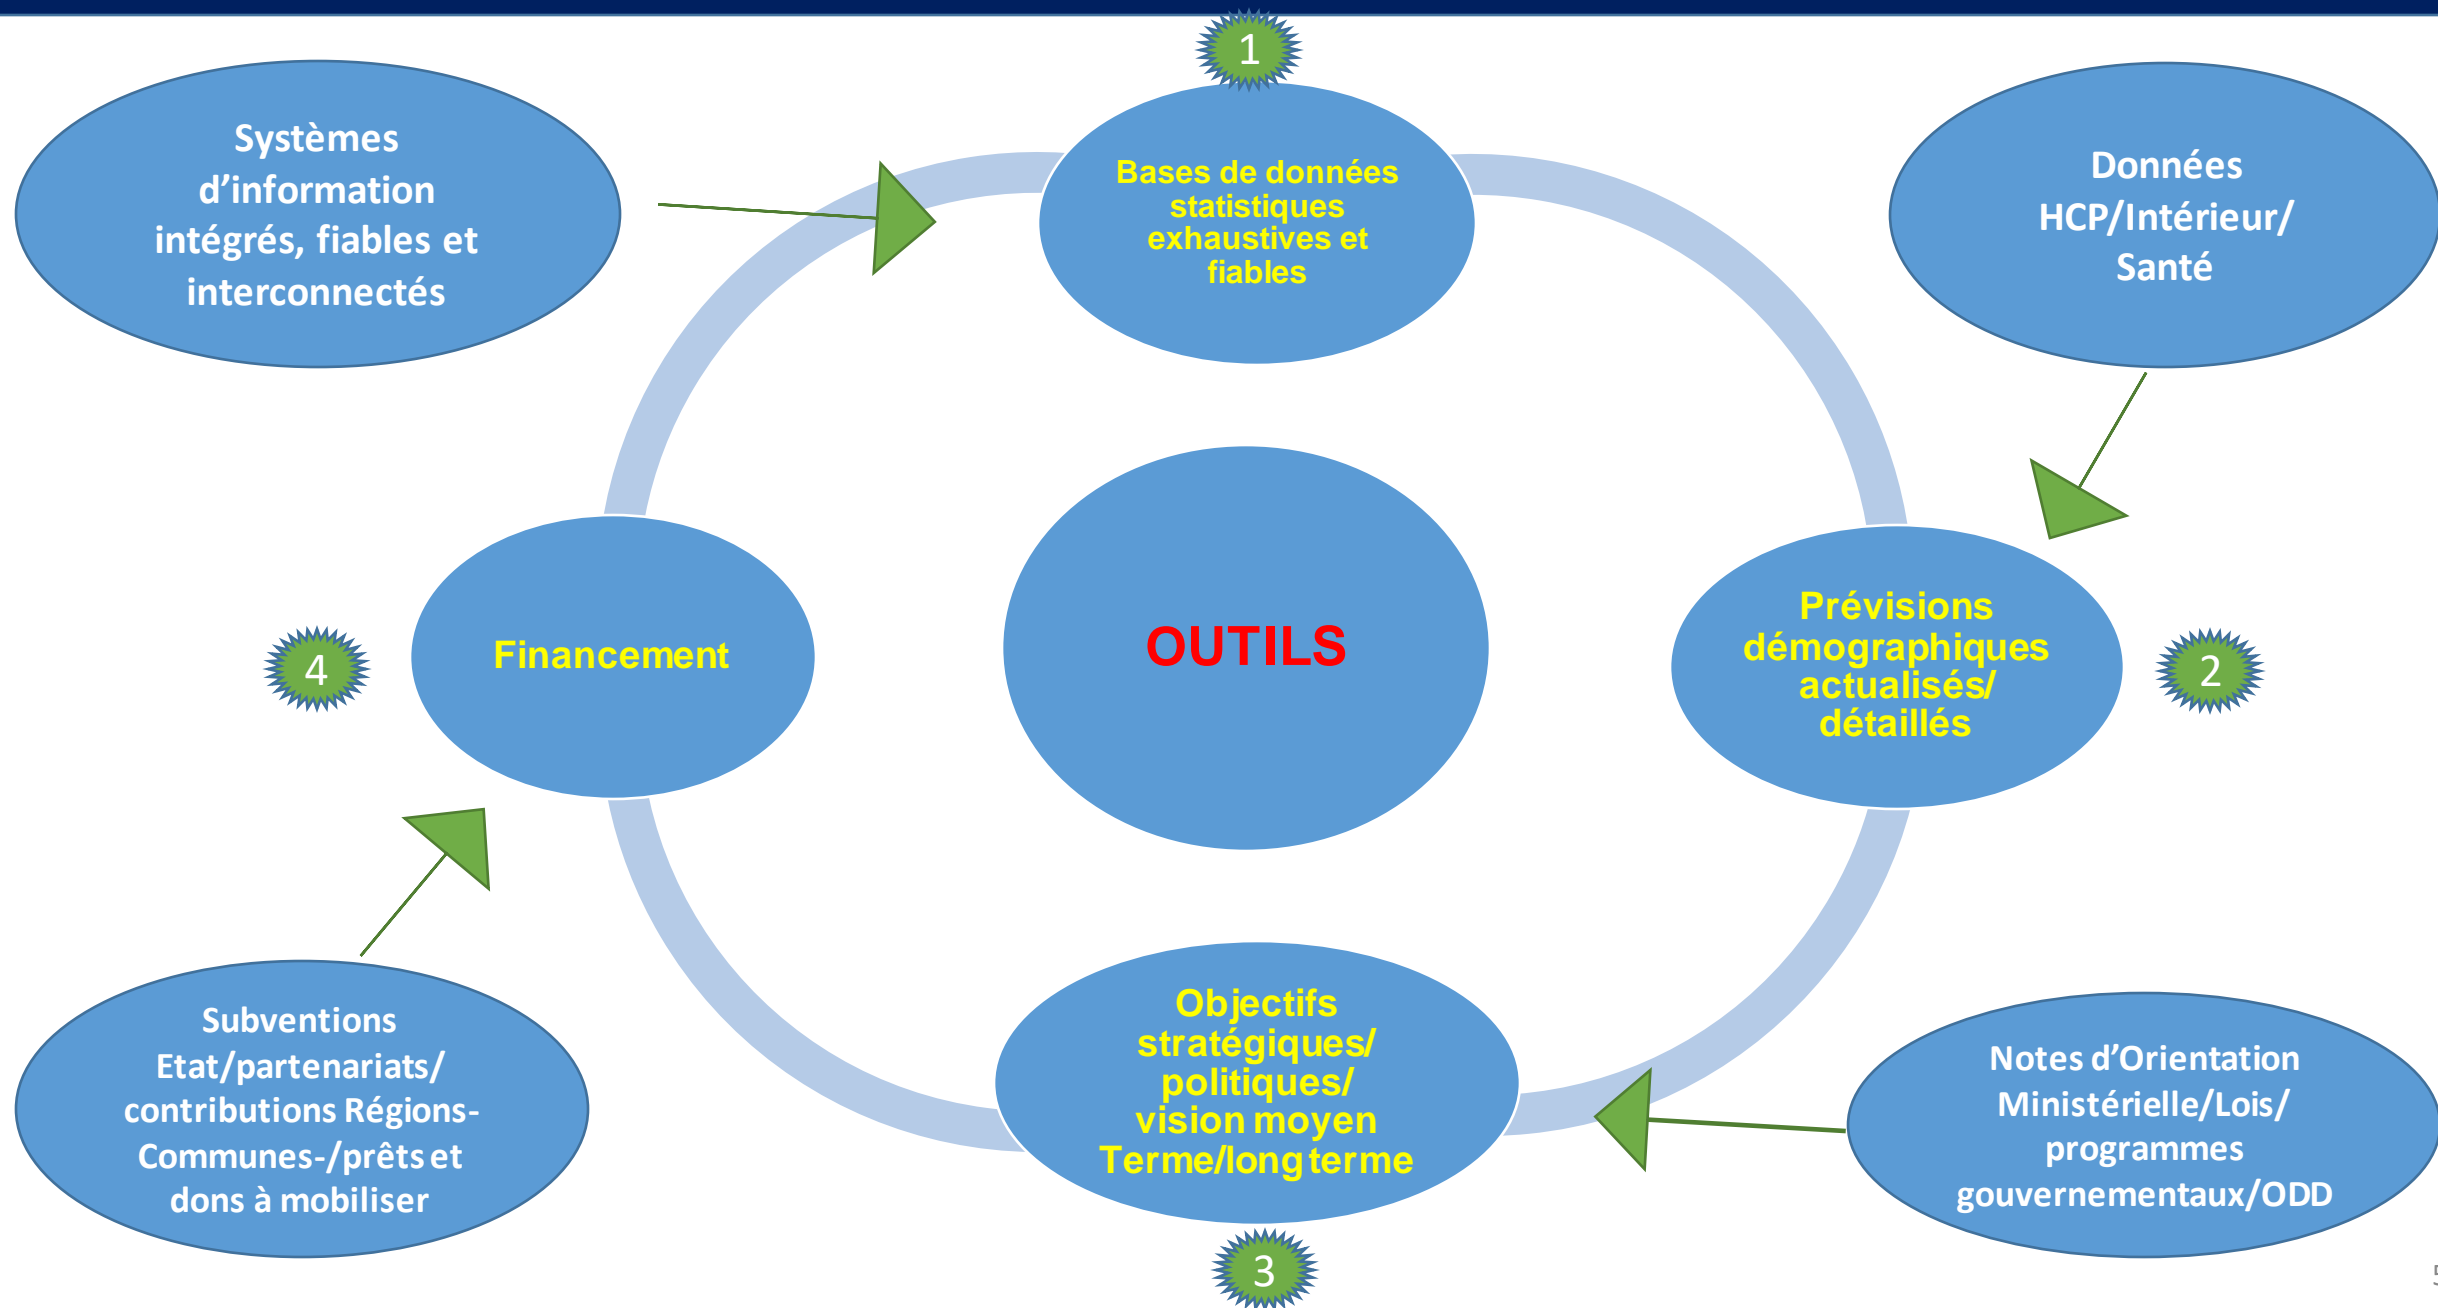 1
Systèmes
d’information
intégrés, fiables et
interconnectés
Bases de données
statistiques
exhaustives et
fiables
Données
HCP/Intérieur/
Santé
OUTILS
4
Financement
Prévisions
démographiques
actualisés/
détaillés
2
Subventions
Etat/partenariats/
contributions Régions-
Communes-/prêts et
dons à mobiliser
Objectifs
stratégiques/
politiques/
vision moyen
Terme/long terme
Notes d’Orientation
Ministérielle/Lois/
programmes
gouvernementaux/ODD
3
5